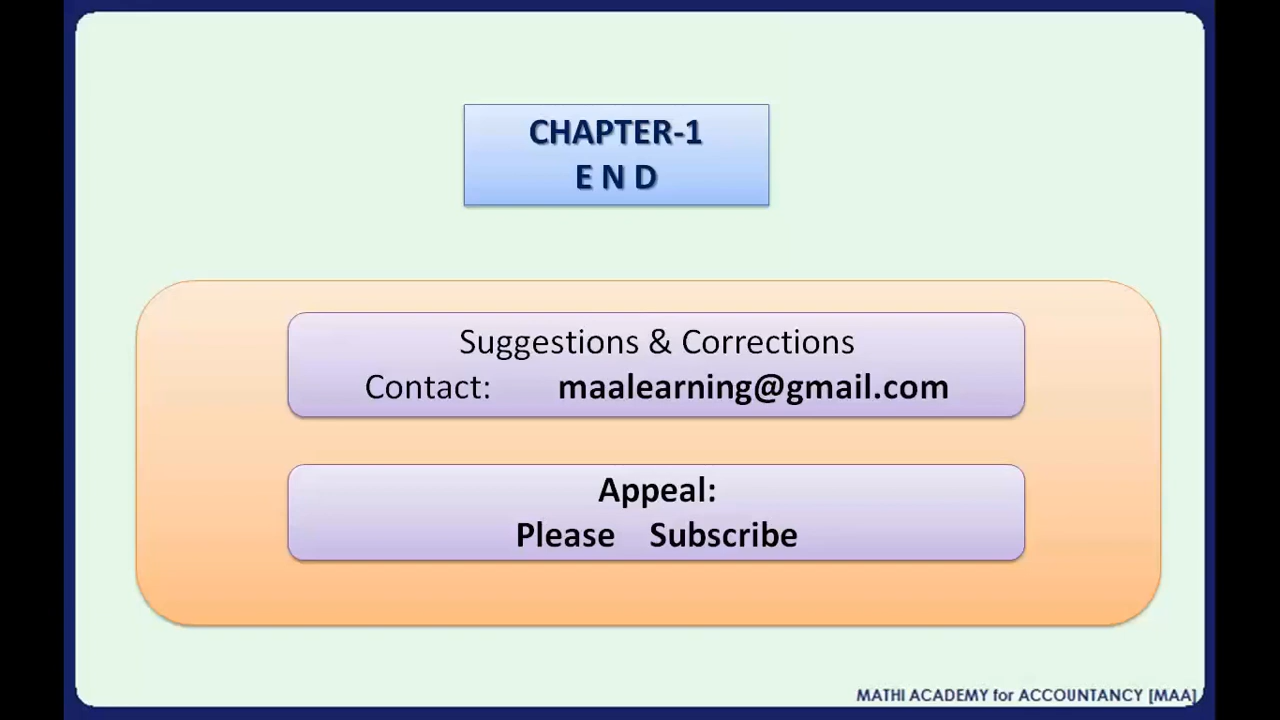 CHAPTER-1
E N D
Suggestions & Corrections
Contact: maalearning@gmail.com
Appeal:
Please Subscribe
MATHI ACADEMY for ACCOUNTANCY [MAA]